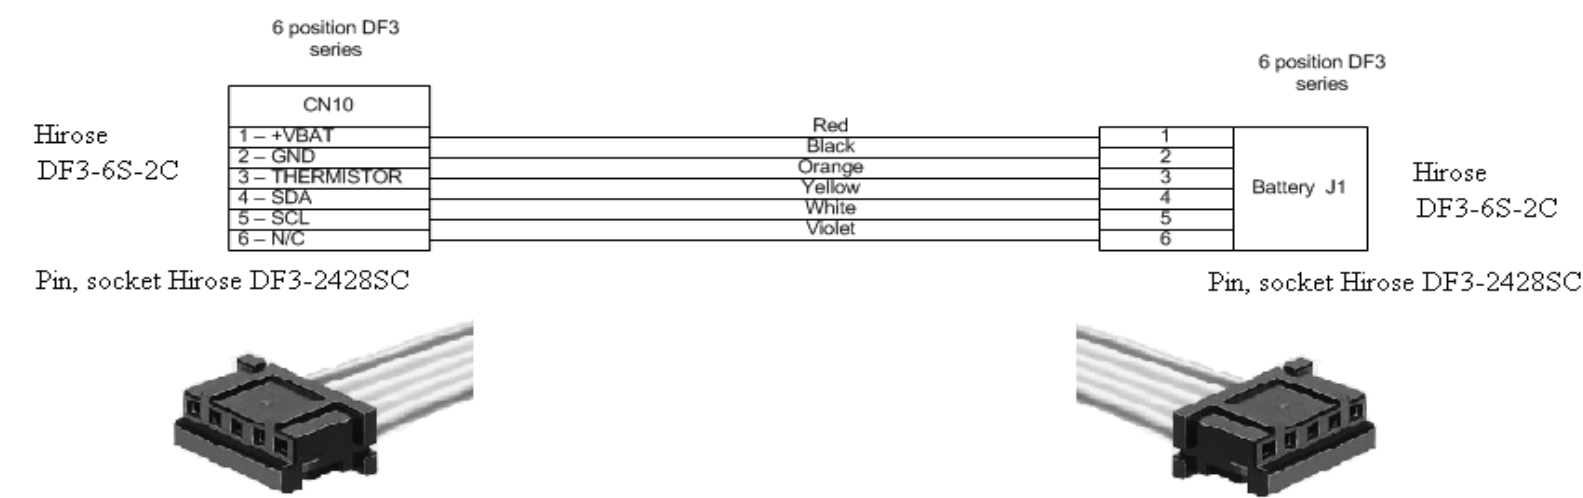 6 position DF3
series
6 position DF3
series
CN10
Hirose
DF3-6S-2C
1 – +VBAT
2 – GND
3 – THERMISTOR
4 – SDA
5 – SCL
6 – N/C
Red
Black
Orange
Yellow
White
Violet
1
2
3
4
5
6
Battery J1
Hirose
DF3-6S-2C
Pin, socket Hirose DF3-2428SC
Pin, socket Hirose DF3-2428SC